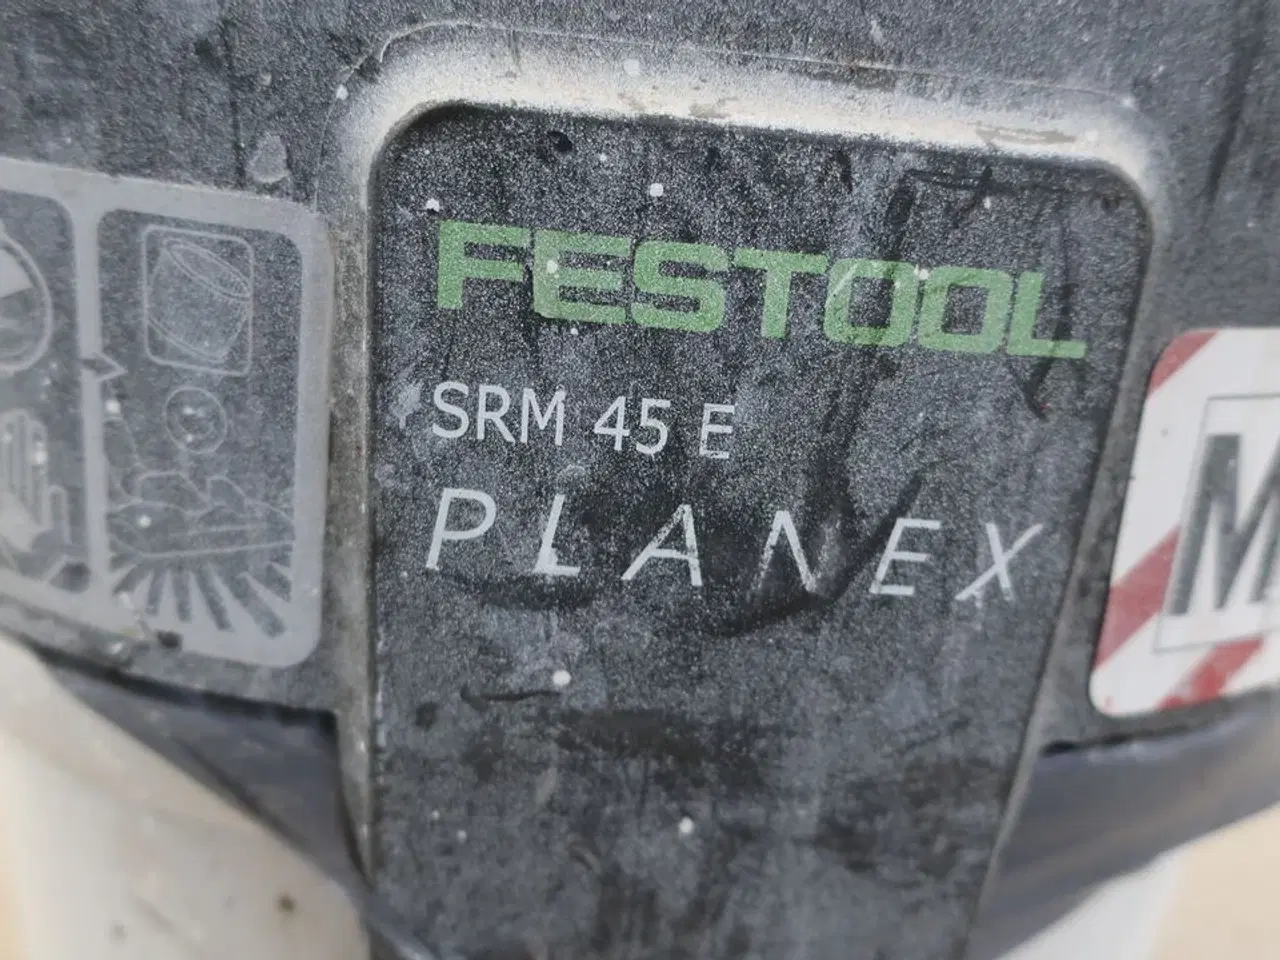 FESTOOL
SRM 45 E
PLANEX
M